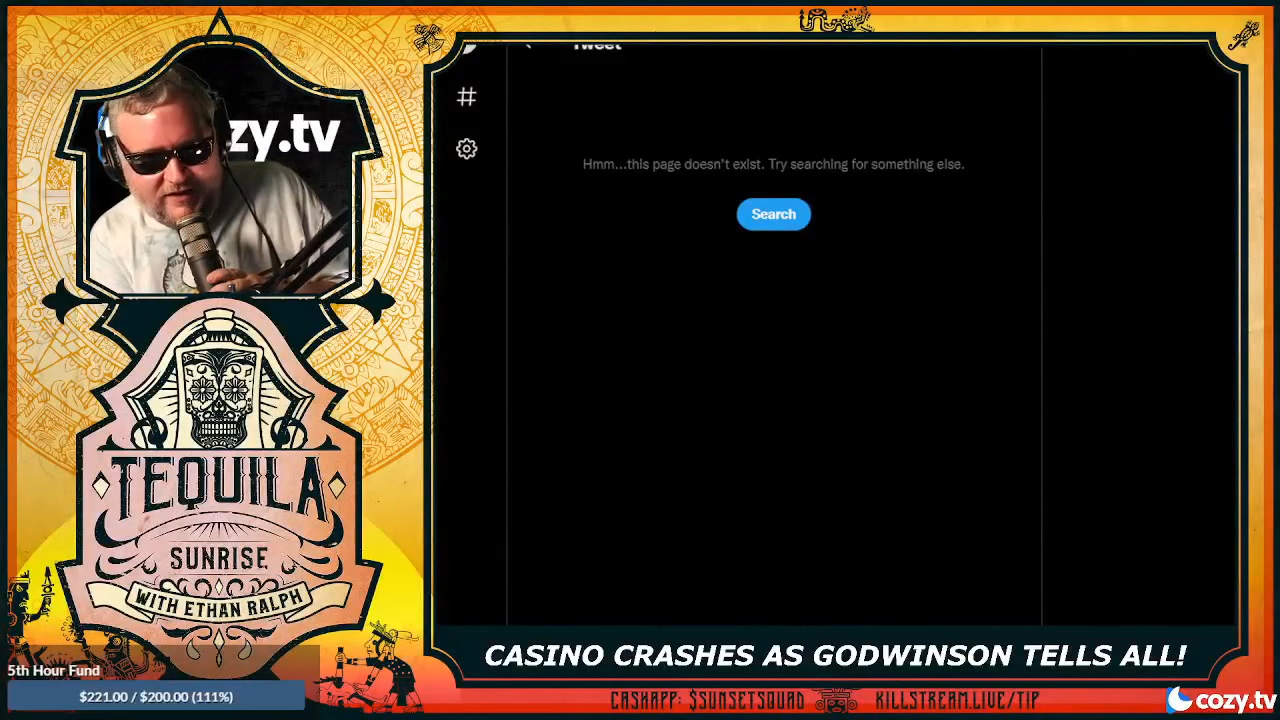 Tweet
zy.tv
Hmm...this page doesn't exist. Try searching for something else.
Search
TEQUILA
SUNRISE
WITH ETHAN RALPH
5th Hour Fund
$221.00 / $200.00 (111%)
CASINO CRASHES AS GODWINSON TELLS ALL!
CASHAPP: $SUNSETSQUAD
KILLSTREAM.LIVE/TIP
cozy.tv